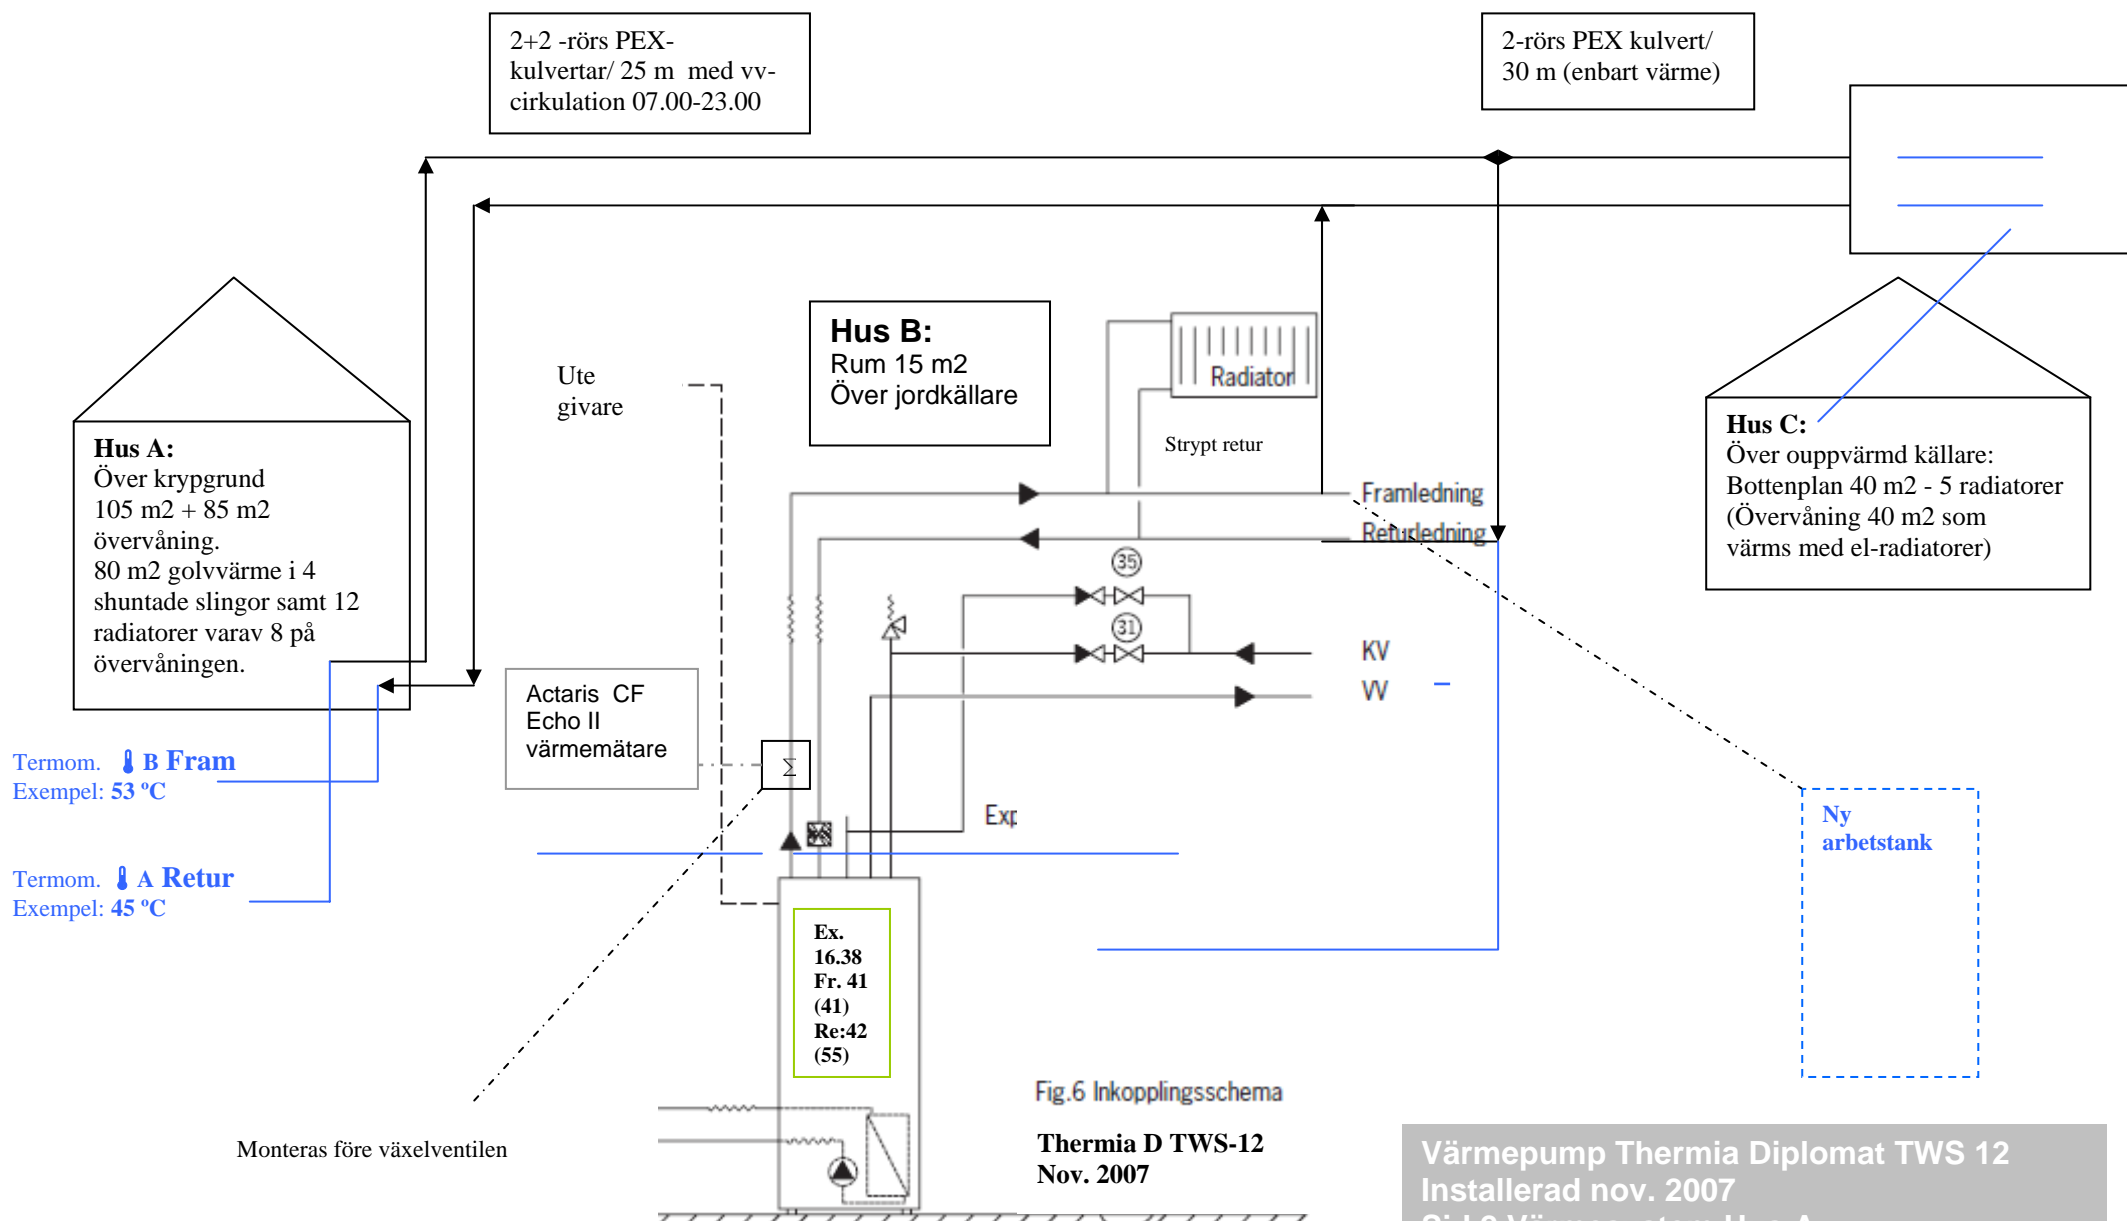 2+2 -rörs PEX-
kulvertar/ 25 m  med vv-
cirkulation 07.00-23.00
2-rörs PEX kulvert/
30 m (enbart värme)
Hus A:
Över krypgrund
105 m2 + 85 m2
övervåning.
80 m2 golvvärme i 4
shuntade slingor samt 12
radiatorer varav 8 på
övervåningen.
Ute
givare
Hus B:
Rum 15 m2
Över jordkällare
Radiator
Strypt retur
Framledning
Returledning
35
31
KV
VV
Hus C:
Över ouppvärmd källare:
Bottenplan 40 m2 - 5 radiatorer
(Övervåning 40 m2 som
värms med el-radiatorer)
Actaris  CF
Echo II
värmemätare
Σ
Exp
Termom. B Fram
Exempel: 53 ºC
Termom. A Retur
Exempel: 45 ºC
Ny
arbetstank
Ex.
16.38
Fr. 41
(41)
Re:42
(55)
Monteras före växelventilen
Fig.6 Inkopplingsschema
Thermia D TWS-12
Nov. 2007
Värmepump Thermia Diplomat TWS 12
Installerad nov. 2007